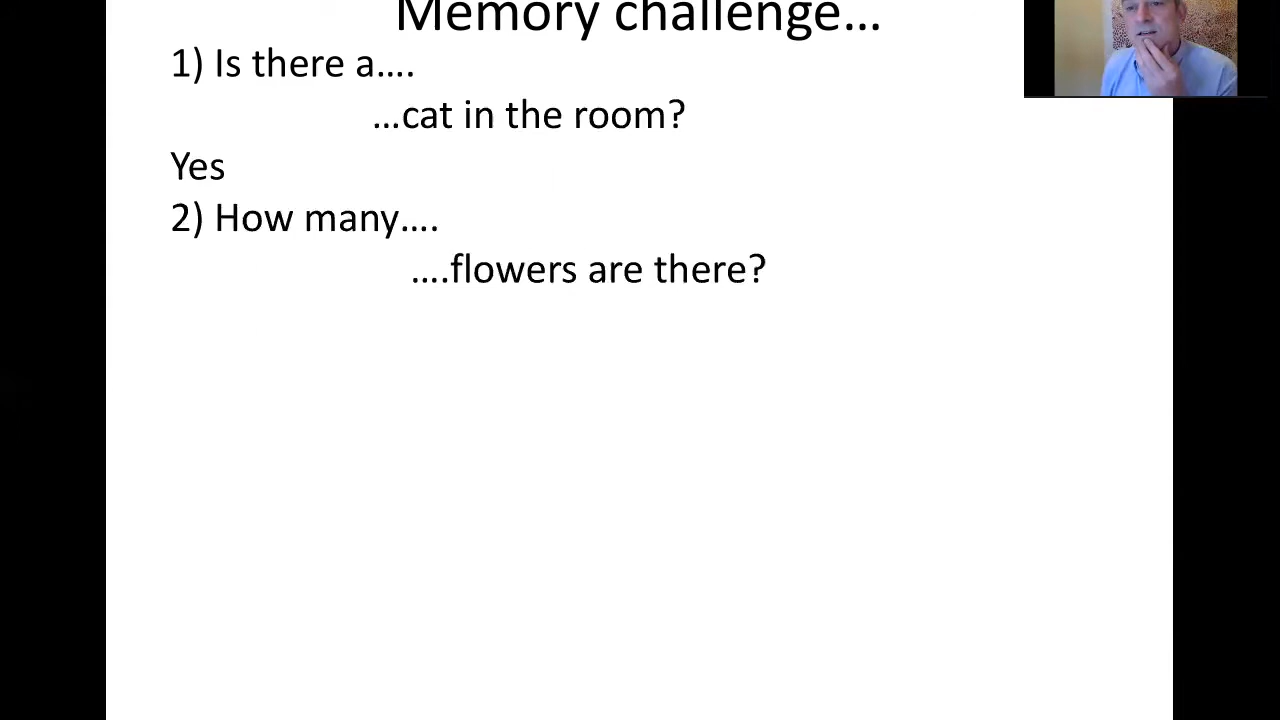 Memory challenge…
1) Is there a….
…cat in the room?
Yes
2) How many….
….flowers are there?